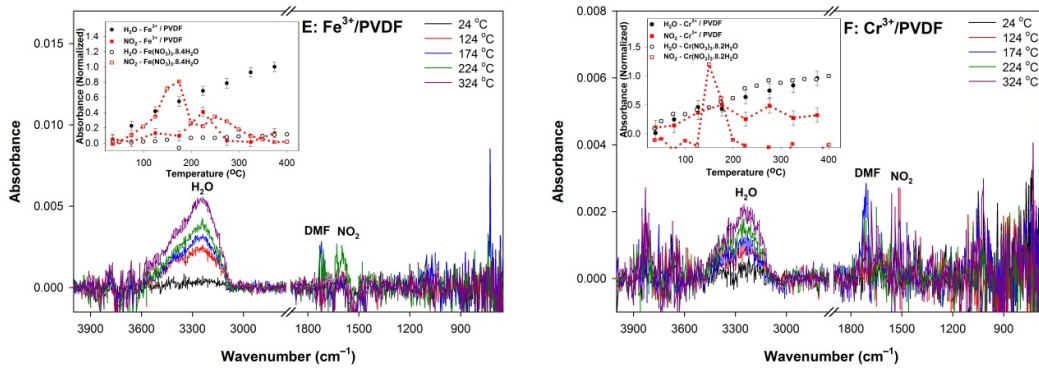 E: Fe³⁺/PVDF
H₂O - Fe³⁺ / PVDF
NO₂ - Fe³⁺ / PVDF
H₂O - Fe(NO₃)₃.8.4H₂O
NO₂ - Fe(NO₃)₃.8.4H₂O
Absorbance (Normalized)
1.4
1.2
1.0
0.8
0.6
0.4
0.2
0.0
100 200 300 400
Temperature (°C)
24 °C
124 °C
174 °C
224 °C
324 °C
Absorbance
0.015
0.010
0.005
0.000
H₂O
DMF
NO₂
3900 3600 3300 3000 1800 1500 1200 900
Wavenumber (cm⁻¹)
F: Cr³⁺/PVDF
H₂O - Cr³⁺ / PVDF
NO₂ - Cr³⁺ / PVDF
H₂O - Cr(NO₃)₃.8.2H₂O
NO₂ - Cr(NO₃)₃.8.2H₂O
Absorbance (Normalized)
1.5
1.0
0.5
0.0
100 200 300 400
Temperature (°C)
24 °C
124 °C
174 °C
224 °C
324 °C
Absorbance
0.008
0.006
0.004
0.002
0.000
H₂O
DMF
NO₂
3900 3600 3300 3000 1800 1500 1200 900
Wavenumber (cm⁻¹)